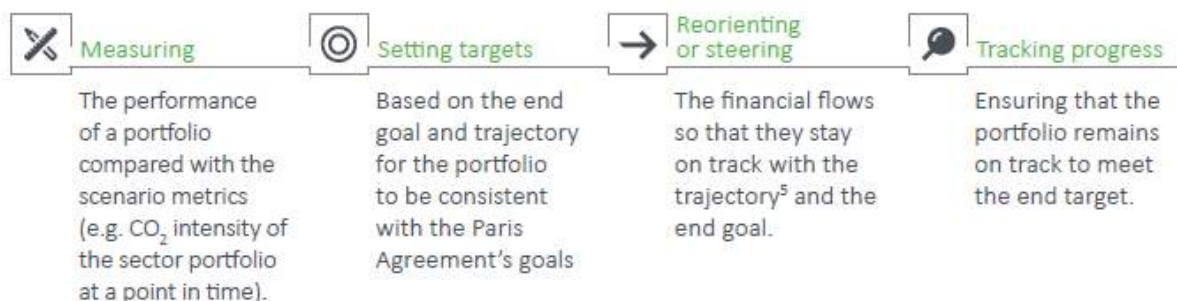 Measuring
The performance
of a portfolio
compared with the
scenario metrics
(e.g. CO₂ intensity of
the sector portfolio
at a point in time).
Setting targets
Based on the end
goal and trajectory
for the portfolio
to be consistent
with the Paris
Agreement’s goals
Reorienting
or steering
The financial flows
so that they stay
on track with the
trajectory⁵ and the
end goal.
Tracking progress
Ensuring that the
portfolio remains
on track to meet
the end target.